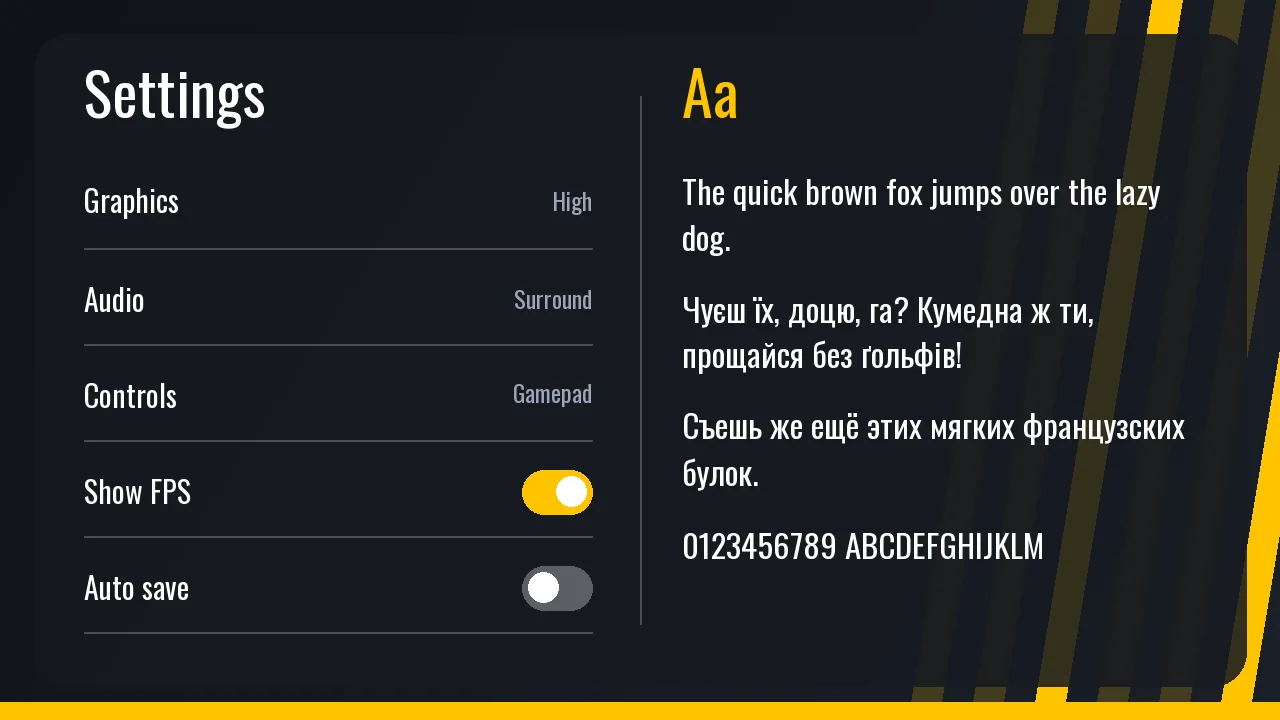 Settings
Graphics
High
Audio
Surround
Controls
Gamepad
Show FPS
Auto save
Aa
The quick brown fox jumps over the lazy
dog.
Чуєш їх, доцю, га? Кумедна ж ти,
прощайся без ґольфів!
Съешь же ещё этих мягких французских
булок.
0123456789 ABCDEFGHIJKLM